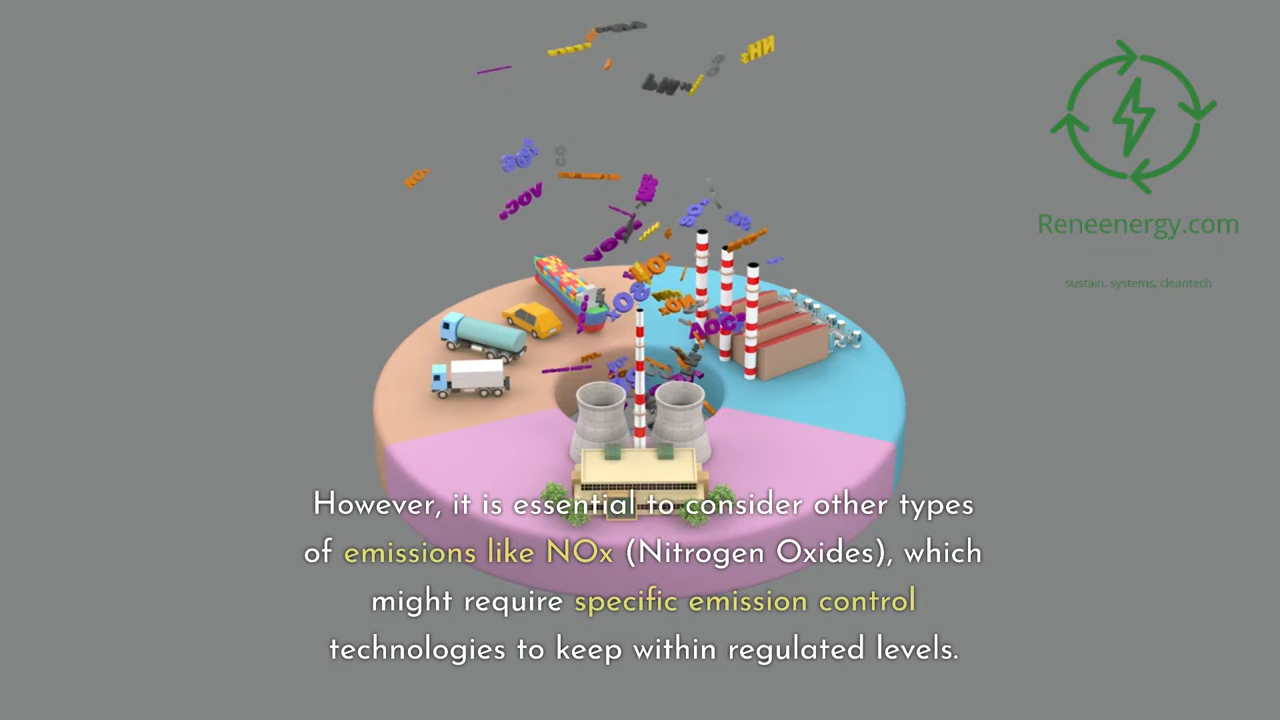 NH₃
Reneenergy.com
sustain, systems, cleantech
However, it is essential to consider other types
of emissions like NOx (Nitrogen Oxides), which
might require specific emission control
technologies to keep within regulated levels.